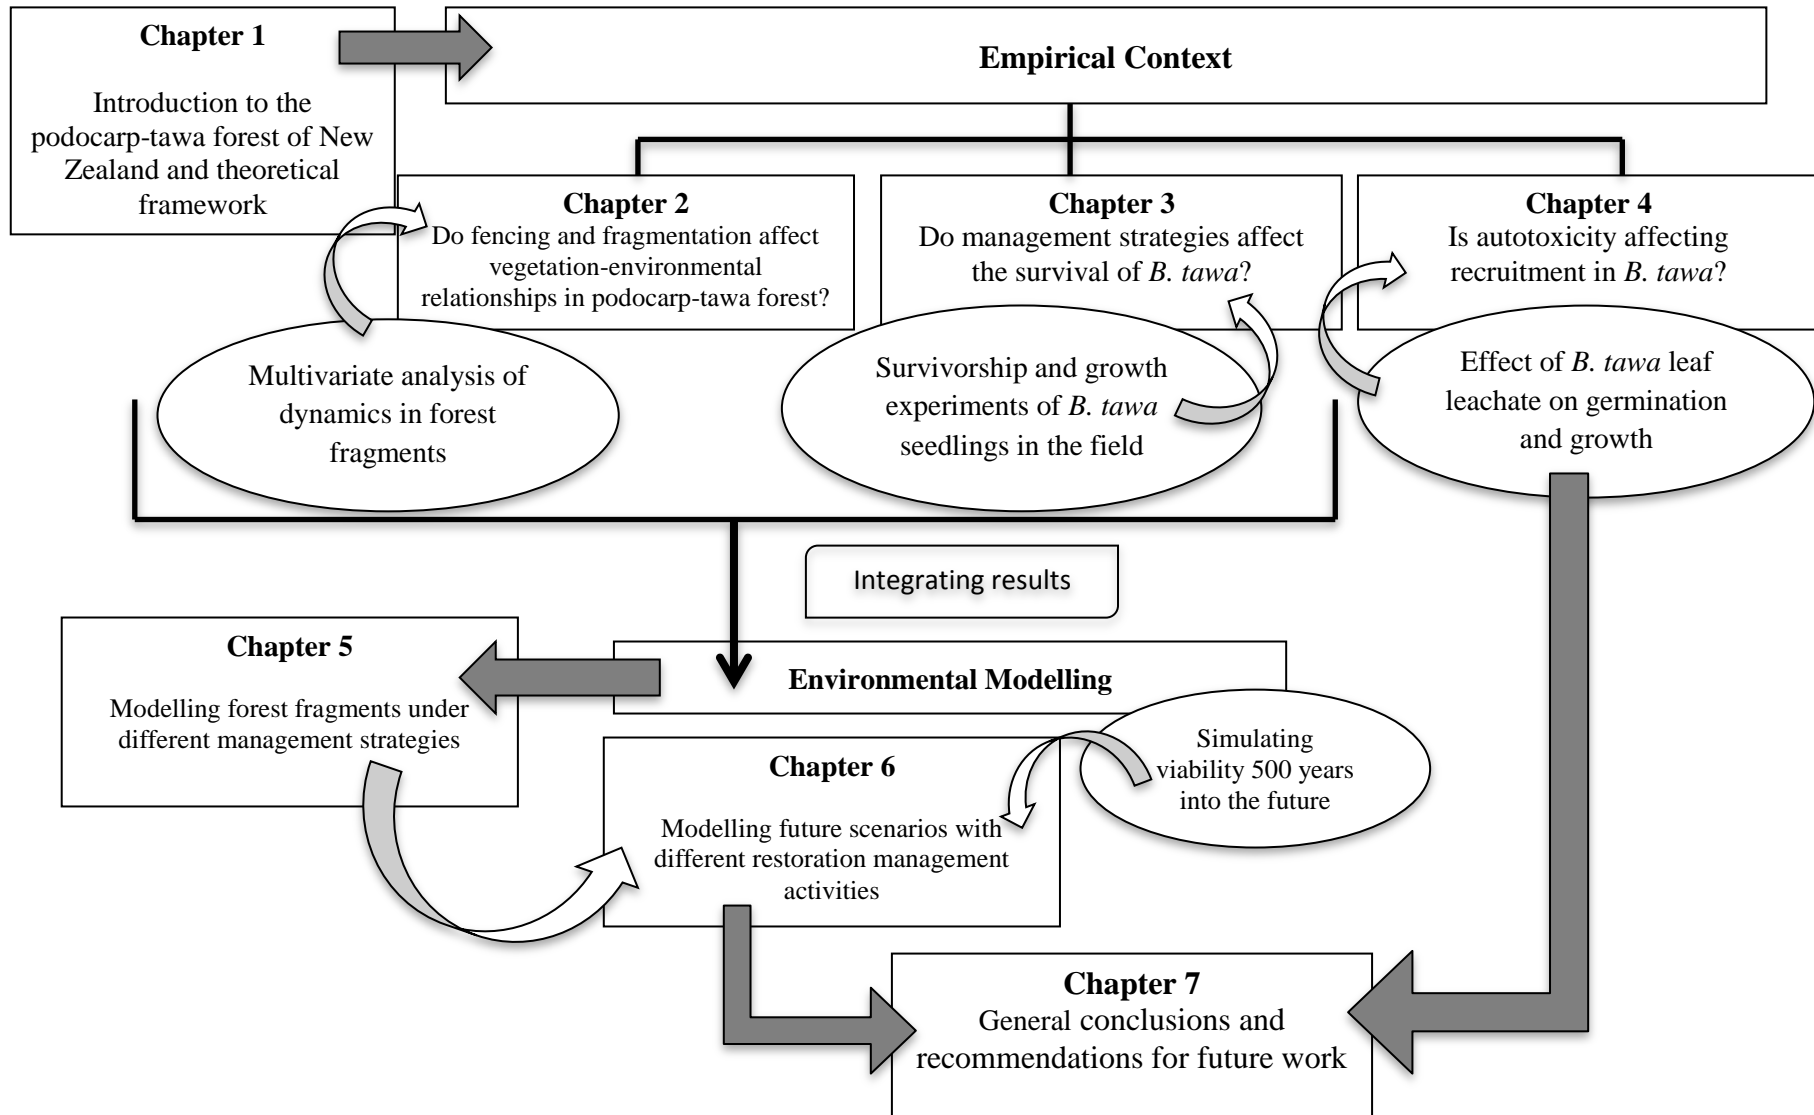 Chapter 1
Introduction to the
podocarp-tawa forest of New
Zealand and theoretical
framework
Empirical Context
Chapter 2
Do fencing and fragmentation affect
vegetation-environmental
relationships in podocarp-tawa forest?
Chapter 3
Do management strategies affect
the survival of B. tawa?
Chapter 4
Is autotoxicity affecting
recruitment in B. tawa?
Multivariate analysis of
dynamics in forest
fragments
Survivorship and growth
experiments of B. tawa
seedlings in the field
Effect of B. tawa leaf
leachate on germination
and growth
Integrating results
Chapter 5
Modelling forest fragments under
different management strategies
Environmental Modelling
Chapter 6
Modelling future scenarios with
different restoration management
activities
Simulating
viability 500 years
into the future
Chapter 7
General conclusions and
recommendations for future work